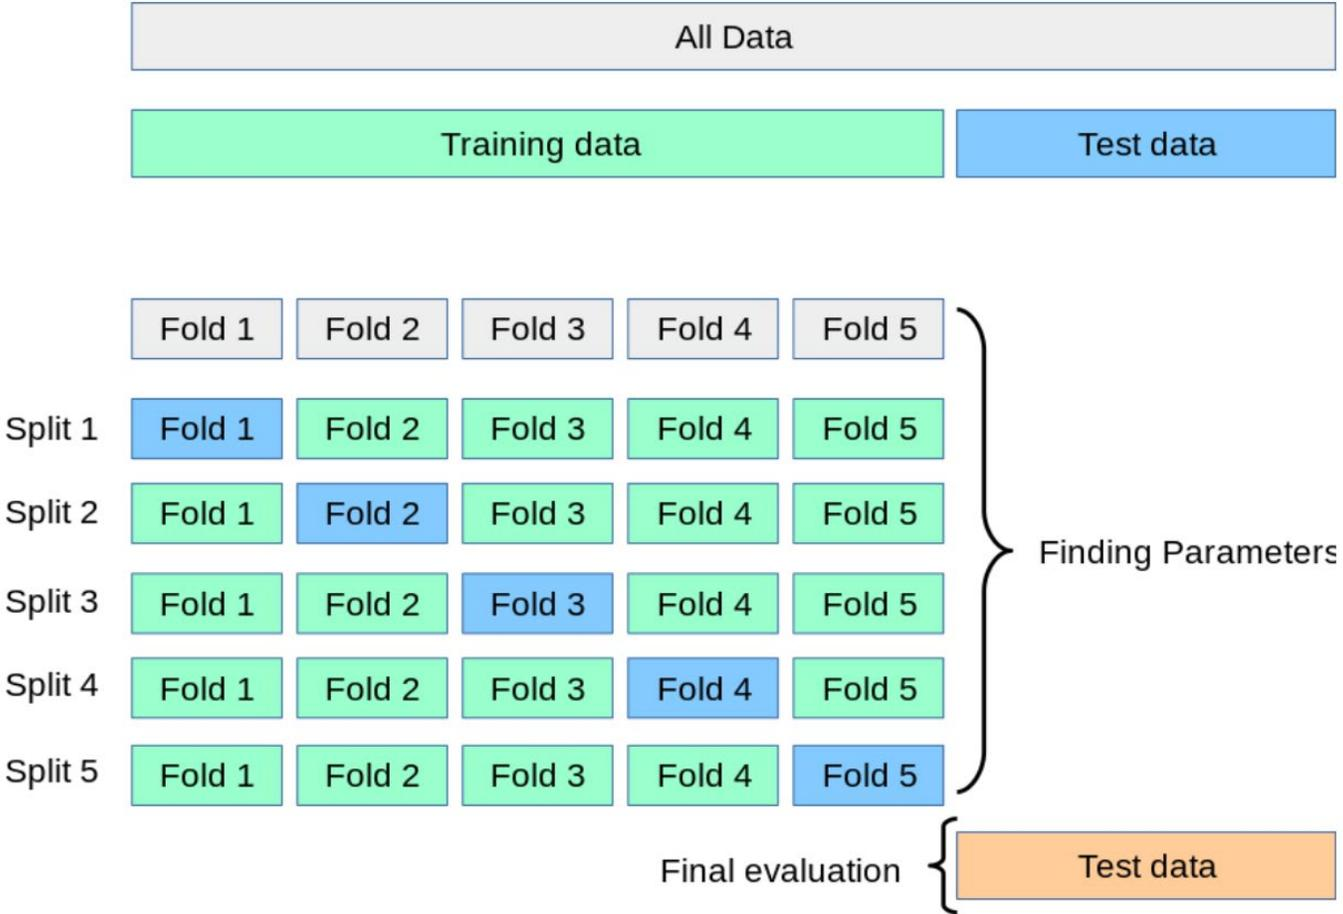 All Data
Training data Test data
Fold 1 Fold 2 Fold 3 Fold 4 Fold 5
Split 1 Fold 1 Fold 2 Fold 3 Fold 4 Fold 5
Split 2 Fold 1 Fold 2 Fold 3 Fold 4 Fold 5
Finding Parameters
Split 3 Fold 1 Fold 2 Fold 3 Fold 4 Fold 5
Split 4 Fold 1 Fold 2 Fold 3 Fold 4 Fold 5
Split 5 Fold 1 Fold 2 Fold 3 Fold 4 Fold 5
Final evaluation Test data